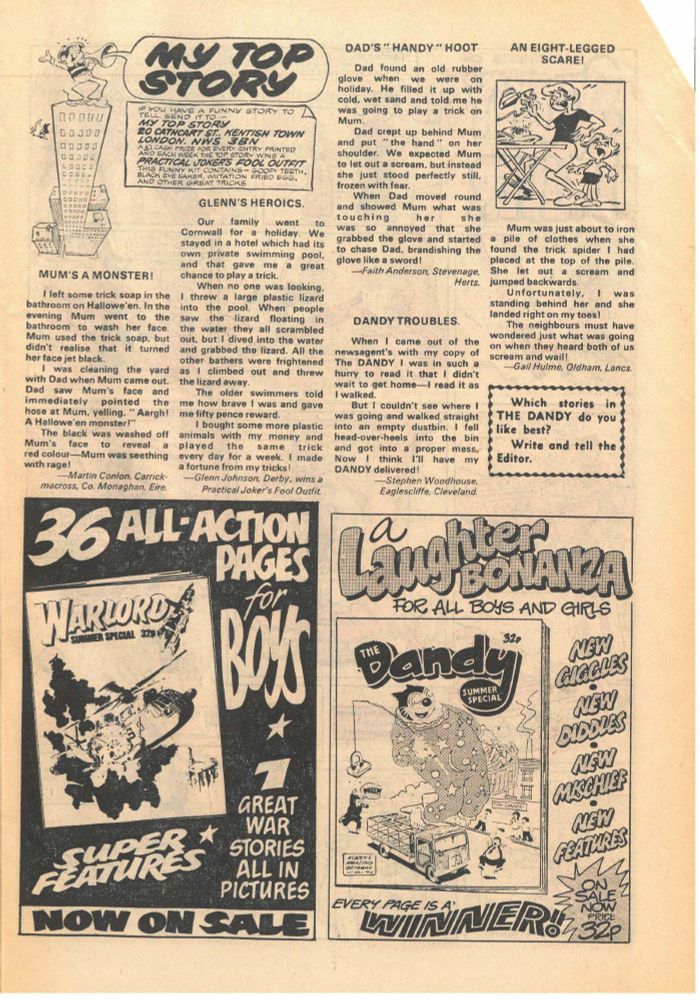 MY TOP
STORY
IF YOU HAVE A FUNNY STORY TO
TELL SEND IT TO—
MY TOP STORY
20 CATHCART ST., KENTISH TOWN
LONDON, NW5 3BN
A £1 CASH PRIZE FOR EVERY ENTRY PRINTED
AND EACH WEEK THE TOP STORY WINS A
PRACTICAL JOKER'S FOOL OUTFIT
THIS FUNNY KIT CONTAINS— GOOFY TEETH,
BLACK EYE BAKER, IMITATION FRIED EGG,
AND OTHER GREAT TRICKS
MUM'S A MONSTER!
I left some trick soap in the
bathroom on Hallowe'en. In the
evening Mum went to the
bathroom to wash her face.
Mum used the trick soap, but
didn't realise that it turned
her face jet black.
I was cleaning the yard
with Dad when Mum came out.
Dad saw Mum's face and
immediately pointed the
hose at Mum, yelling. "Aargh!
A Hallowe'en monster!"
The black was washed off
Mum's face to reveal a
red colour—Mum was seething
with rage!
—Martin Conlon, Carrick-
macross, Co. Monaghan, Eire.
GLENN'S HEROICS.
Our family went to
Cornwall for a holiday. We
stayed in a hotel which had its
own private swimming pool,
and that gave me a great
chance to play a trick.
When no one was looking,
I threw a large plastic lizard
into the pool. When people
saw the lizard floating in
the water they all scrambled
out, but I dived into the water
and grabbed the lizard. All the
other bathers were frightened
as I climbed out and threw
the lizard away.
The older swimmers told
me how brave I was and gave
me fifty pence reward.
I bought some more plastic
animals with my money and
played the same trick
every day for a week. I made
a fortune from my tricks!
—Glenn Johnson, Derby, wins a
Practical Joker's Fool Outfit.
DAD'S "HANDY" HOOT
Dad found an old rubber
glove when we were on
holiday. He filled it up with
cold, wet sand and told me he
was going to play a trick on
Mum.
Dad crept up behind Mum
and put "the hand" on her
shoulder. We expected Mum
to let out a scream, but instead
she just stood perfectly still,
frozen with fear.
When Dad moved round
and showed Mum what was
touching her she
was so annoyed that she
grabbed the glove and started
to chase Dad, brandishing the
glove like a sword!
—Faith Anderson, Stevenage,
Herts.
DANDY TROUBLES.
When I came out of the
newsagent's with my copy of
The DANDY I was in such a
hurry to read it that I didn't
wait to get home—I read it as
I walked.
But I couldn't see where I
was going and walked straight
into an empty dustbin. I fell
head-over-heels into the bin
and got into a proper mess.
Now I think I'll have my
DANDY delivered!
—Stephen Woodhouse,
Eaglescliffe, Cleveland.
AN EIGHT-LEGGED
SCARE!
Mum was just about to iron
a pile of clothes when she
found the trick spider I had
placed at the top of the pile.
She let out a scream and
jumped backwards.
Unfortunately, I was
standing behind her and she
landed right on my toes!
The neighbours must have
wondered just what was going
on when they heard both of us
scream and wail!
—Gail Hulme, Oldham, Lancs.
Which stories in
THE DANDY do you
like best?
Write and tell the
Editor.
36 ALL-ACTION
PAGES
for
BOYS
WARLORD
SUMMER SPECIAL 32p
7
GREAT
WAR
STORIES
ALL IN
PICTURES
SUPER
FEATURES
NOW ON SALE
a
Laughter
BONANZA
FOR ALL BOYS AND GIRLS
THE
Dandy
32p
SUMMER
SPECIAL
NEW
GIGGLES
NEW
DIDDLES
NEW
MISCHIEF
NEW
FEATURES
EVERY PAGE IS A
WINNER!
ON
SALE
NOW
PRICE
32p